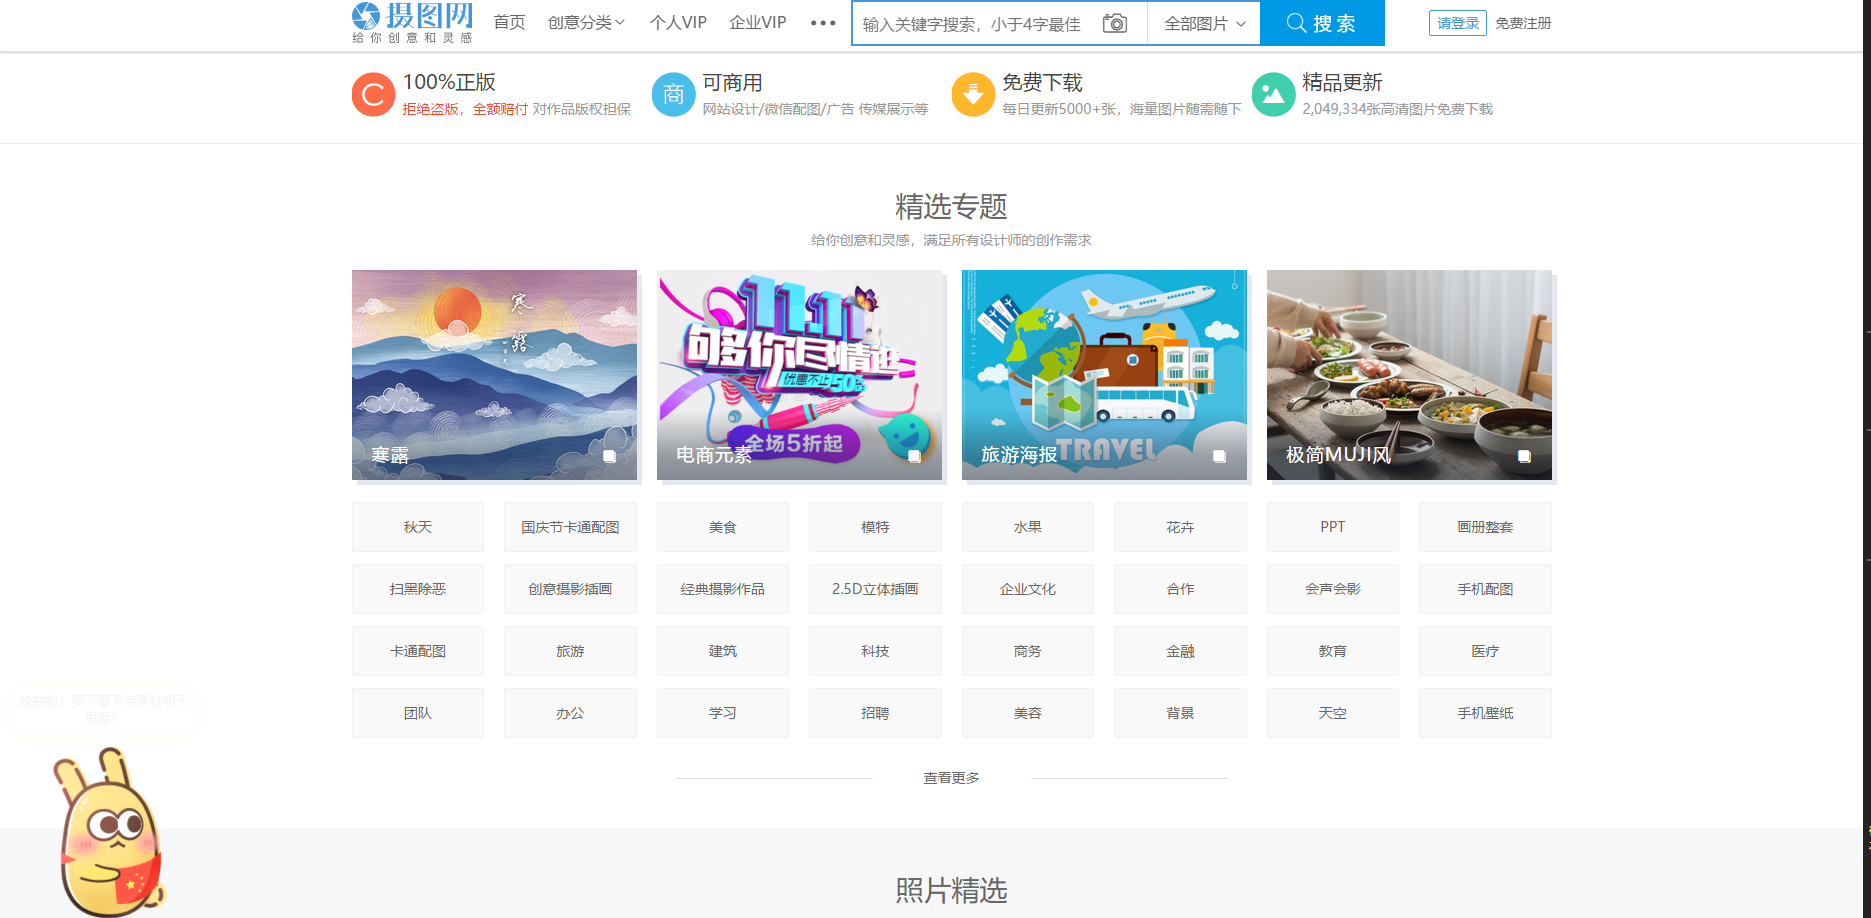 摄图网
给你创意和灵感
首页 创意分类 个人VIP 企业VIP
输入关键字搜索，小于4字最佳
全部图片
搜索
请登录 免费注册
100%正版
拒绝盗版，全额赔付 对作品版权担保
商
可商用
网站设计/微信配图/广告 传媒展示等
免费下载
每日更新5000+张，海量图片随需随下
精品更新
2,049,334张高清图片免费下载
精选专题
给你创意和灵感，满足所有设计师的创作需求
寒露
寒露
11.11
够你尽情逛
优惠不止50%
全场5折起
电商元素
TRAVEL
旅游海报
极简MUJI风
秋天 国庆节卡通配图 美食 模特 水果 花卉 PPT 画册整套
扫黑除恶 创意摄影插画 经典摄影作品 2.5D立体插画 企业文化 合作 会声会影 手机配图
卡通配图 旅游 建筑 科技 商务 金融 教育 医疗
团队 办公 学习 招聘 美容 背景 天空 手机壁纸
晚安啦！要不要下点素材明天
用呢！
查看更多
照片精选